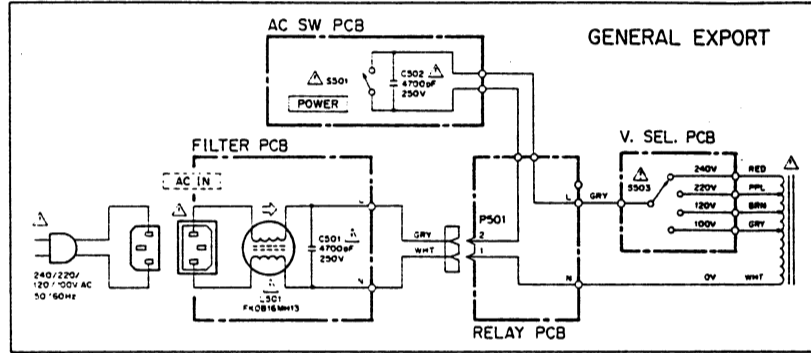 AC SW PCB
GENERAL EXPORT
S501
POWER
C502
4700pF
250V
FILTER PCB
V. SEL. PCB
AC IN
240V RED
220V PPL
120V BRN
100V GRY
S503
L GRY
P501
GRY 2
WHT 1
C501
4700pF
250V
L501
240/220/
120/100V AC
50/60Hz
N 0V WHT
RELAY PCB